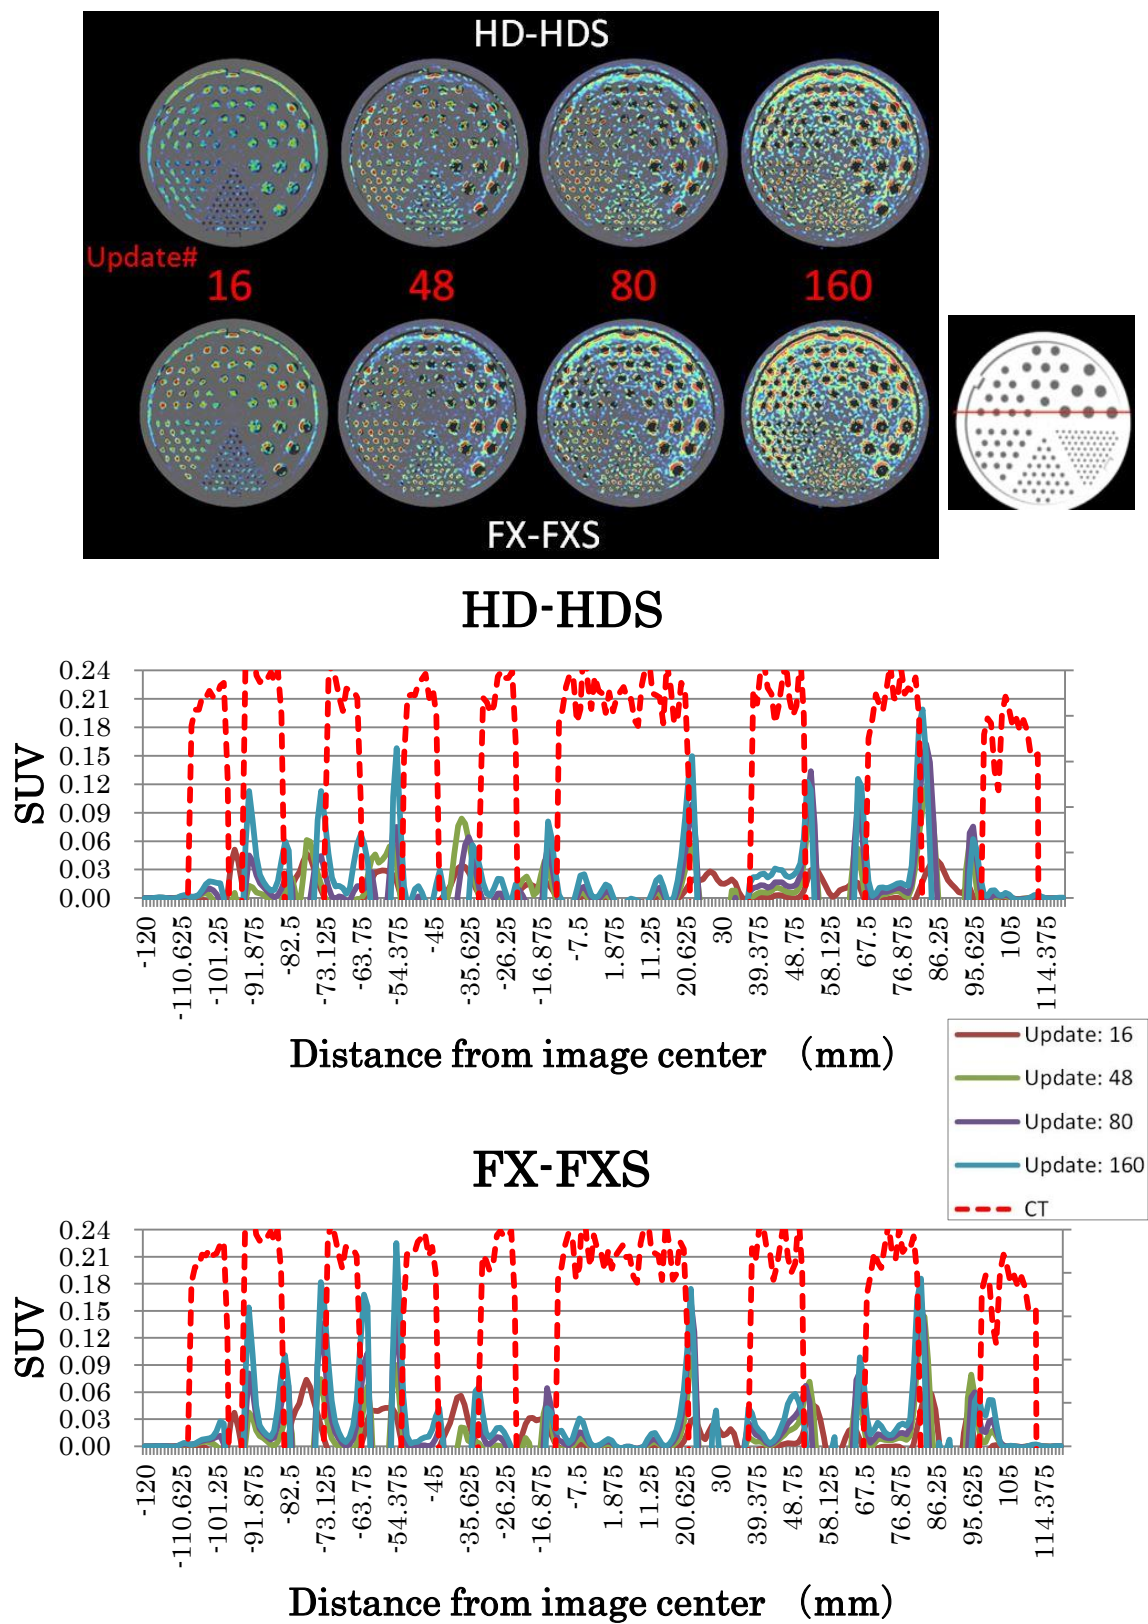 HD-HDS
Update#
16 48 80 160
FX-FXS
HD-HDS
SUV
0.24
0.21
0.18
0.15
0.12
0.09
0.06
0.03
0.00
-120 -110.625 -101.25 -91.875 -82.5 -73.125 -63.75 -54.375 -45 -35.625 -26.25 -16.875 -7.5 1.875 11.25 20.625 30 39.375 48.75 58.125 67.5 76.875 86.25 95.625 105 114.375
Distance from image center (mm)
Update: 16
Update: 48
Update: 80
Update: 160
CT
FX-FXS
SUV
0.24
0.21
0.18
0.15
0.12
0.09
0.06
0.03
0.00
-120 -110.625 -101.25 -91.875 -82.5 -73.125 -63.75 -54.375 -45 -35.625 -26.25 -16.875 -7.5 1.875 11.25 20.625 30 39.375 48.75 58.125 67.5 76.875 86.25 95.625 105 114.375
Distance from image center (mm)